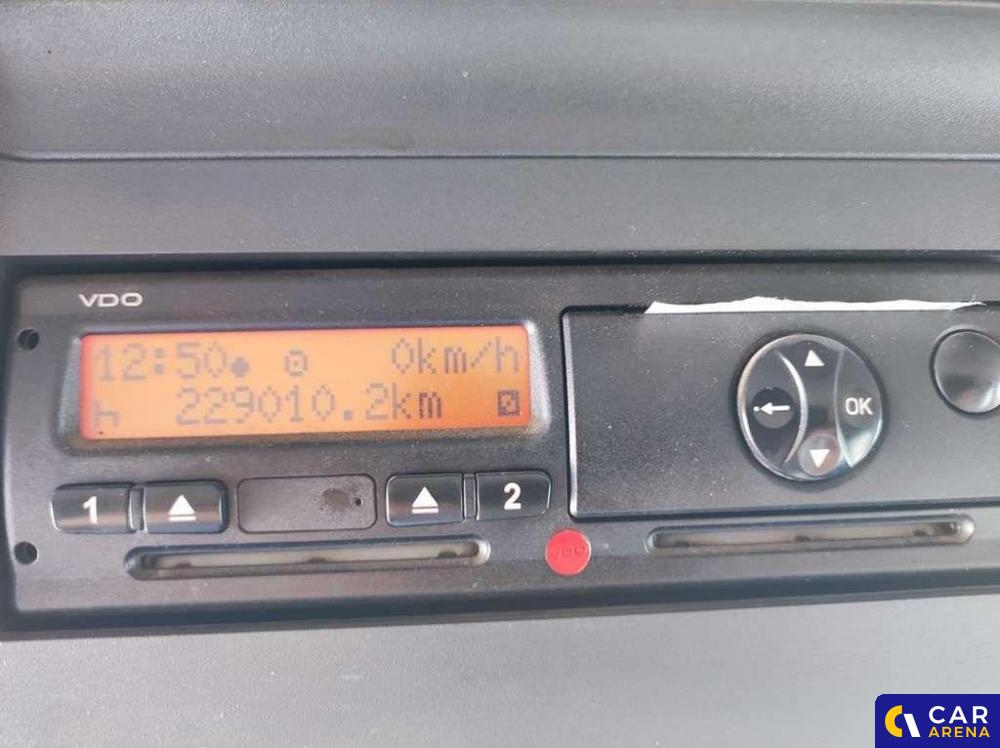 VDO
12:50 0km/h
h 229010.2km
1 2
OK
VDO
CAR
ARENA